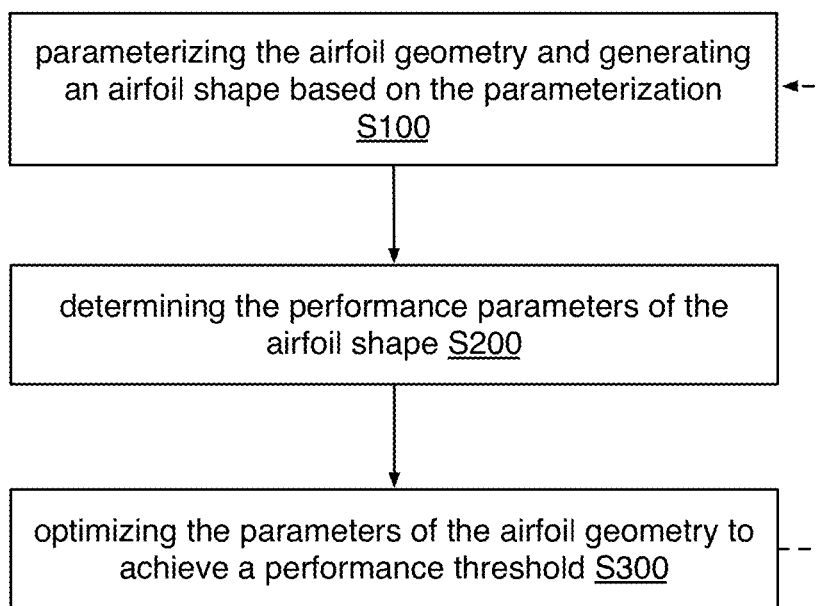 parameterizing the airfoil geometry and generating
an airfoil shape based on the parameterization
S100
determining the performance parameters of the
airfoil shape S200
optimizing the parameters of the airfoil geometry to
achieve a performance threshold S300